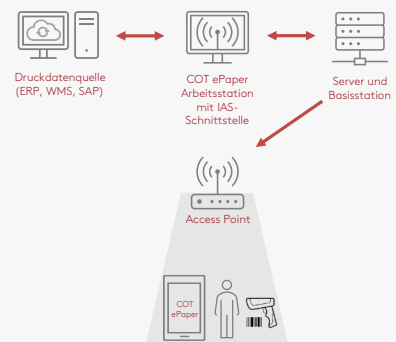 Druckdatenquelle
(ERP, WMS, SAP)
COT ePaper
Arbeitsstation
mit IAS-
Schnittstelle
Server und
Basisstation
Access Point
COT
ePaper